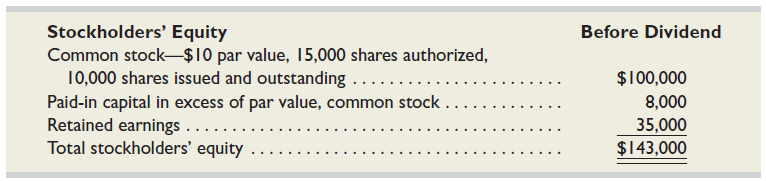 Stockholders’ Equity Before Dividend
Common stock—$10 par value, 15,000 shares authorized,
10,000 shares issued and outstanding . . . . . . . . . . . . . . . . . . . . . . . $100,000
Paid-in capital in excess of par value, common stock . . . . . . . . . . . . . 8,000
Retained earnings . . . . . . . . . . . . . . . . . . . . . . . . . . . . . . . . . . . . . . . . . 35,000
Total stockholders’ equity . . . . . . . . . . . . . . . . . . . . . . . . . . . . . . . . . . $143,000